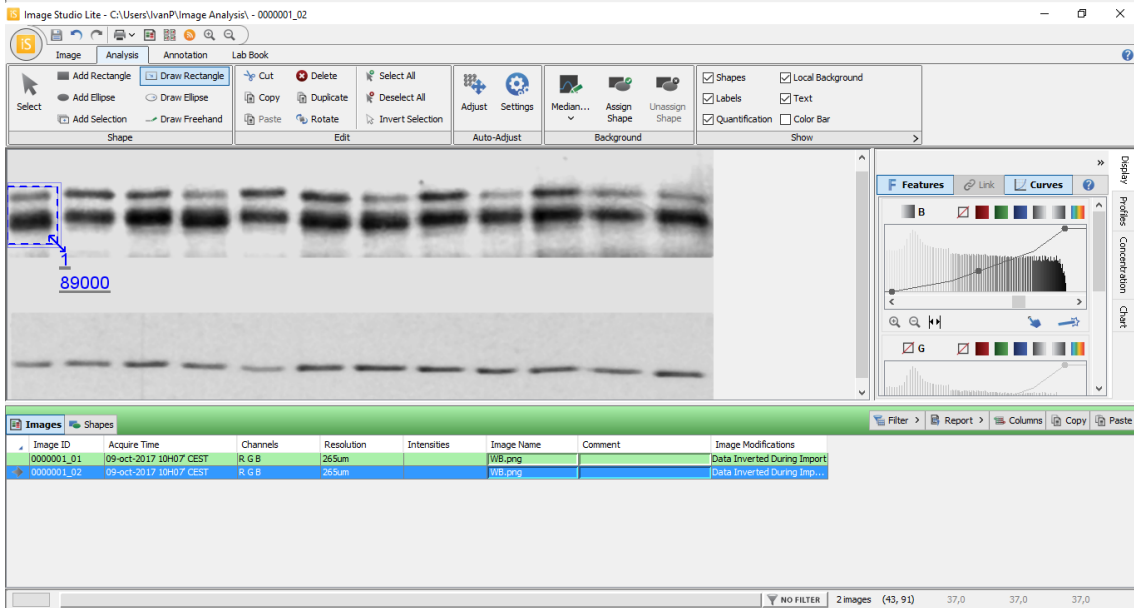 Image Studio Lite - C:\Users\IvanP\Image Analysis\ - 0000001_02
iS
Image Analysis Annotation Lab Book
Select
Add Rectangle Draw Rectangle
Add Ellipse Draw Ellipse
Add Selection Draw Freehand
Shape
Cut Delete Select All
Copy Duplicate Deselect All
Paste Rotate Invert Selection
Edit
Adjust Settings
Auto-Adjust
Median... Assign Shape Unassign Shape
Background
Shapes Local Background
Labels Text
Quantification Color Bar
Show
1
89000
Features Link Curves
B
G
Display
Profiles
Concentration
Chart
Images Shapes
Filter > Report > Columns Copy Paste
Image ID Acquire Time Channels Resolution Intensities Image Name Comment Image Modifications
0000001_01 09-oct-2017 10H07' CEST R G B 265um WB.png Data Inverted During Import
0000001_02 09-oct-2017 10H07' CEST R G B 265um WB.png Data Inverted During Imp...
NO FILTER 2 images (43, 91) 37,0 37,0 37,0